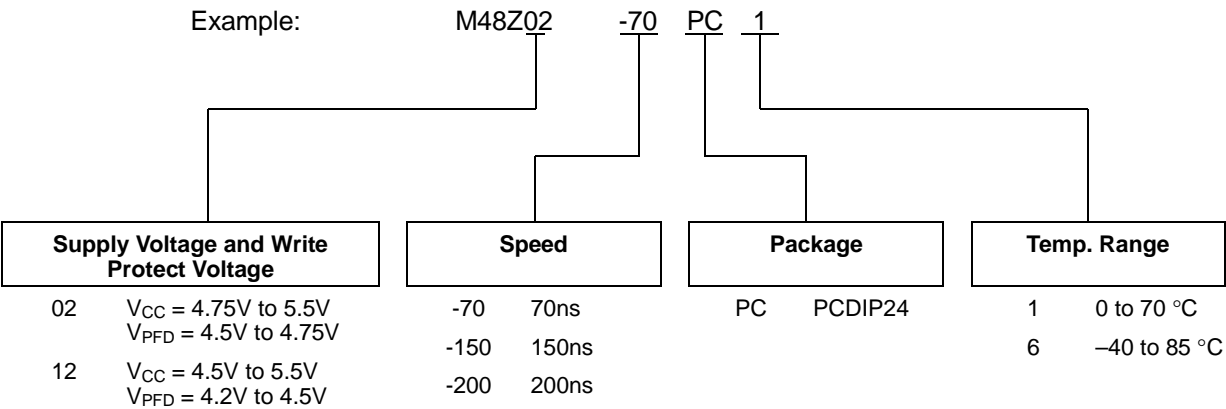 Example: M48Z02 -70 PC 1
Supply Voltage and Write
Protect Voltage
Speed
Package
Temp. Range
02 VCC = 4.75V to 5.5V
VPFD = 4.5V to 4.75V
12 VCC = 4.5V to 5.5V
VPFD = 4.2V to 4.5V
-70 70ns
-150 150ns
-200 200ns
PC PCDIP24
1 0 to 70 °C
6 –40 to 85 °C